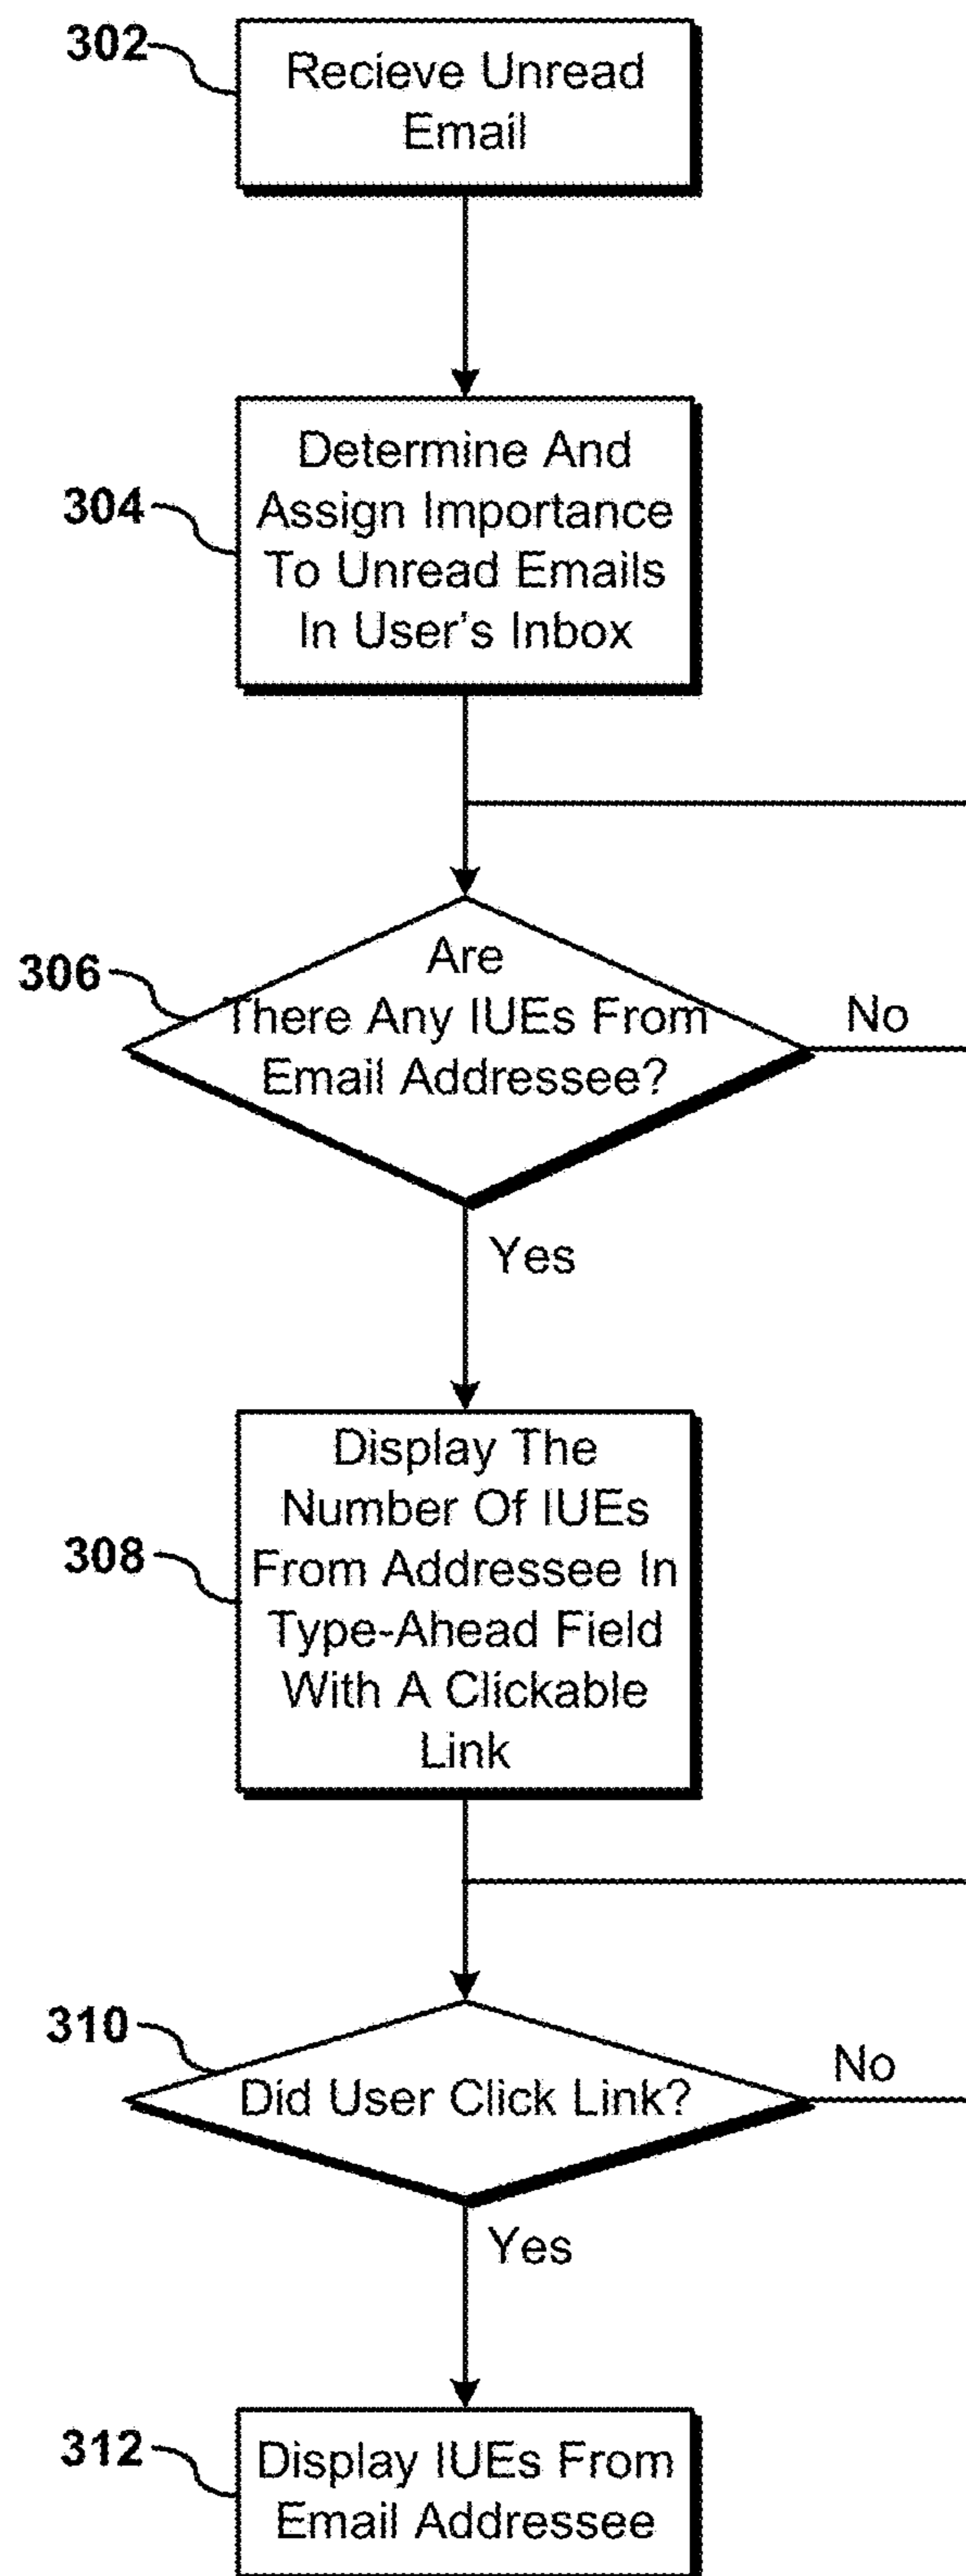 302
Recieve Unread
Email
304
Determine And
Assign Importance
To Unread Emails
In User's Inbox
306
Are
There Any IUEs From
Email Addressee?
No
Yes
308
Display The
Number Of IUEs
From Addressee In
Type-Ahead Field
With A Clickable
Link
310
Did User Click Link?
No
Yes
312
Display IUEs From
Email Addressee